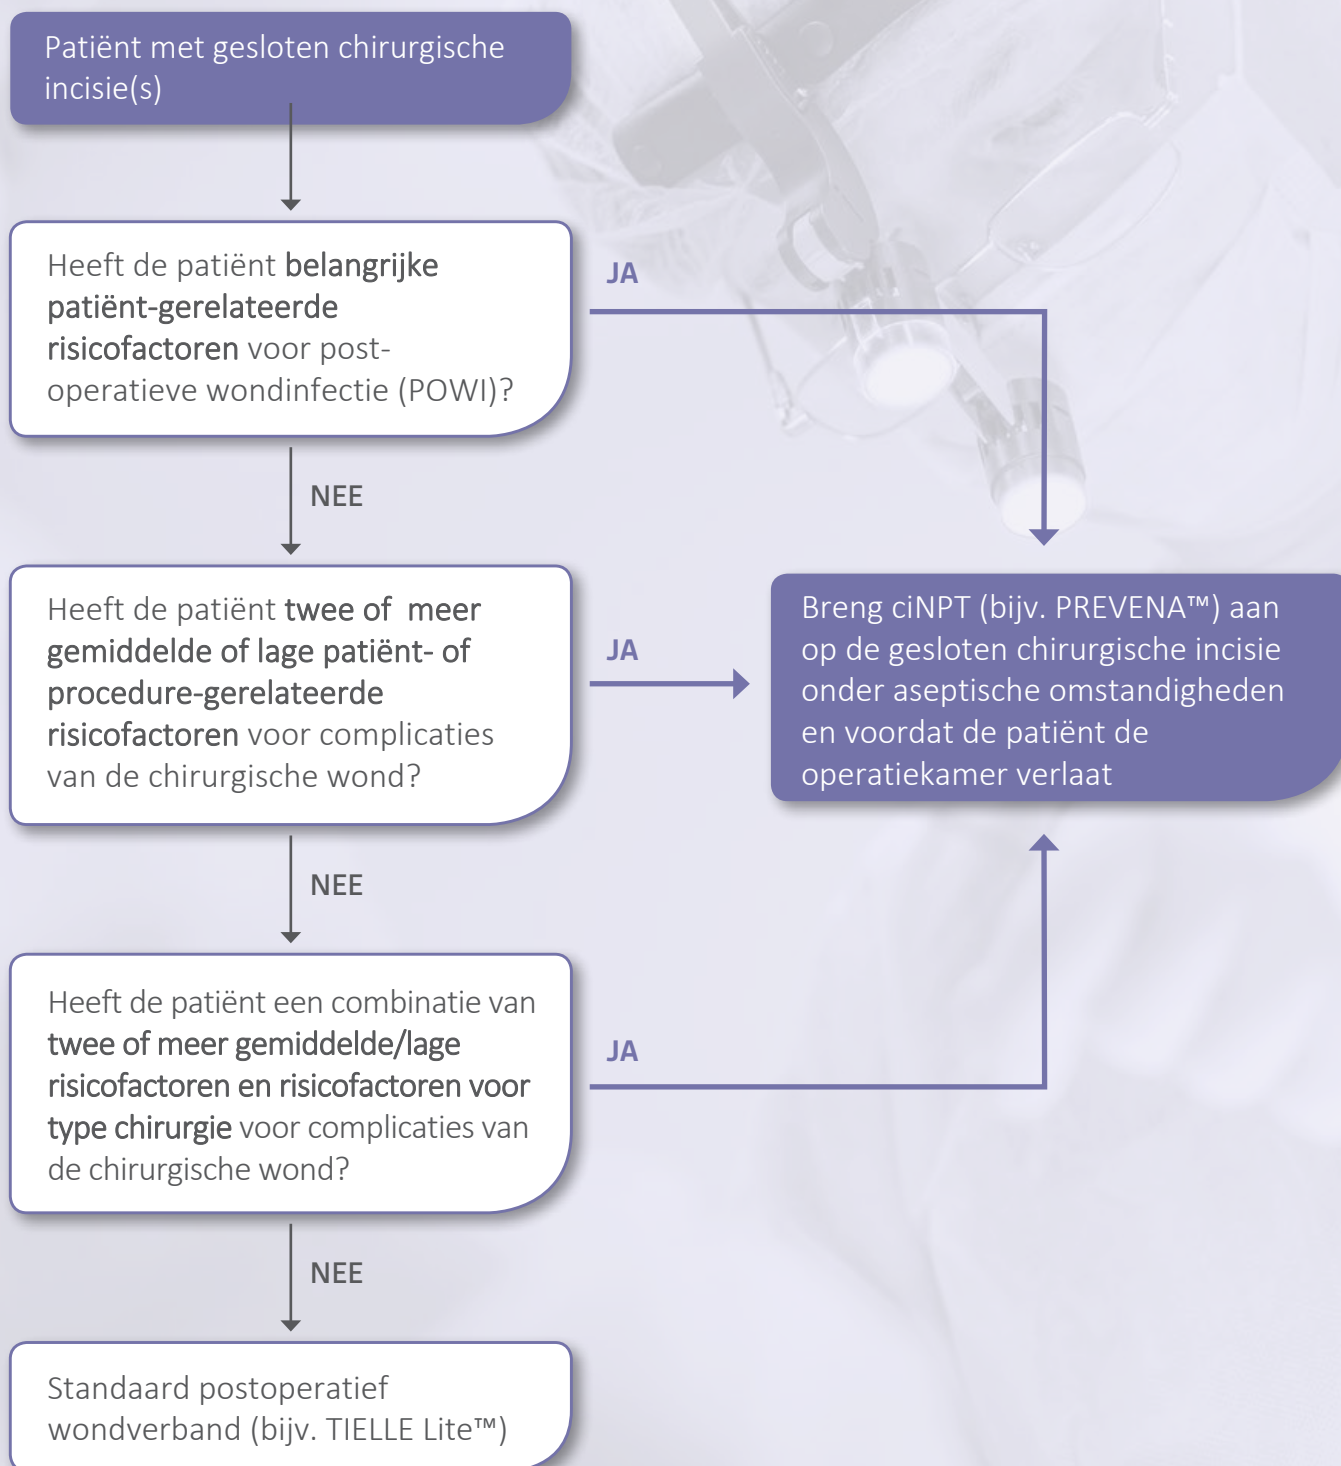 Patiënt met gesloten chirurgische
incisie(s)
Heeft de patiënt belangrijke
patiënt-gerelateerde
risicofactoren voor post-
operatieve wondinfectie (POWI)?
JA
NEE
Heeft de patiënt twee of meer
gemiddelde of lage patiënt- of
procedure-gerelateerde
risicofactoren voor complicaties
van de chirurgische wond?
JA
Breng ciNPT (bijv. PREVENA™) aan
op de gesloten chirurgische incisie
onder aseptische omstandigheden
en voordat de patiënt de
operatiekamer verlaat
NEE
Heeft de patiënt een combinatie van
twee of meer gemiddelde/lage
risicofactoren en risicofactoren voor
type chirurgie voor complicaties van
de chirurgische wond?
JA
NEE
Standaard postoperatief
wondverband (bijv. TIELLE Lite™)